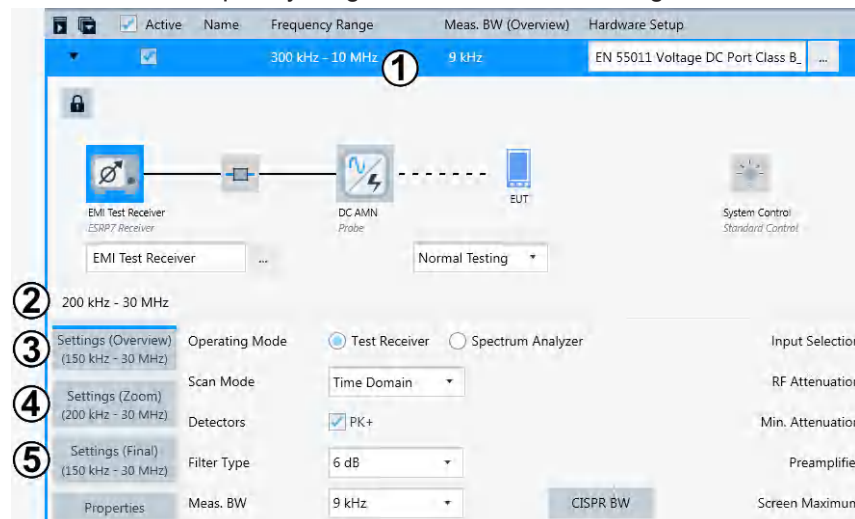 Active Name Frequency Range Meas. BW (Overview) Hardware Setup
300 kHz - 10 MHz 1 9 kHz EN 55011 Voltage DC Port Class B_ ...
EUT
EMI Test Receiver DC AMN System Control
ESRP7 Receiver Probe Standard Control
EMI Test Receiver ... Normal Testing
2 200 kHz - 30 MHz
3 Settings (Overview) Operating Mode Test Receiver Spectrum Analyzer Input Selection
(150 kHz - 30 MHz)
Scan Mode Time Domain RF Attenuation
4 Settings (Zoom)
(200 kHz - 30 MHz) Detectors PK+ Min. Attenuation
5 Settings (Final) Filter Type 6 dB Preamplifie
(150 kHz - 30 MHz)
Properties Meas. BW 9 kHz CISPR BW Screen Maximum